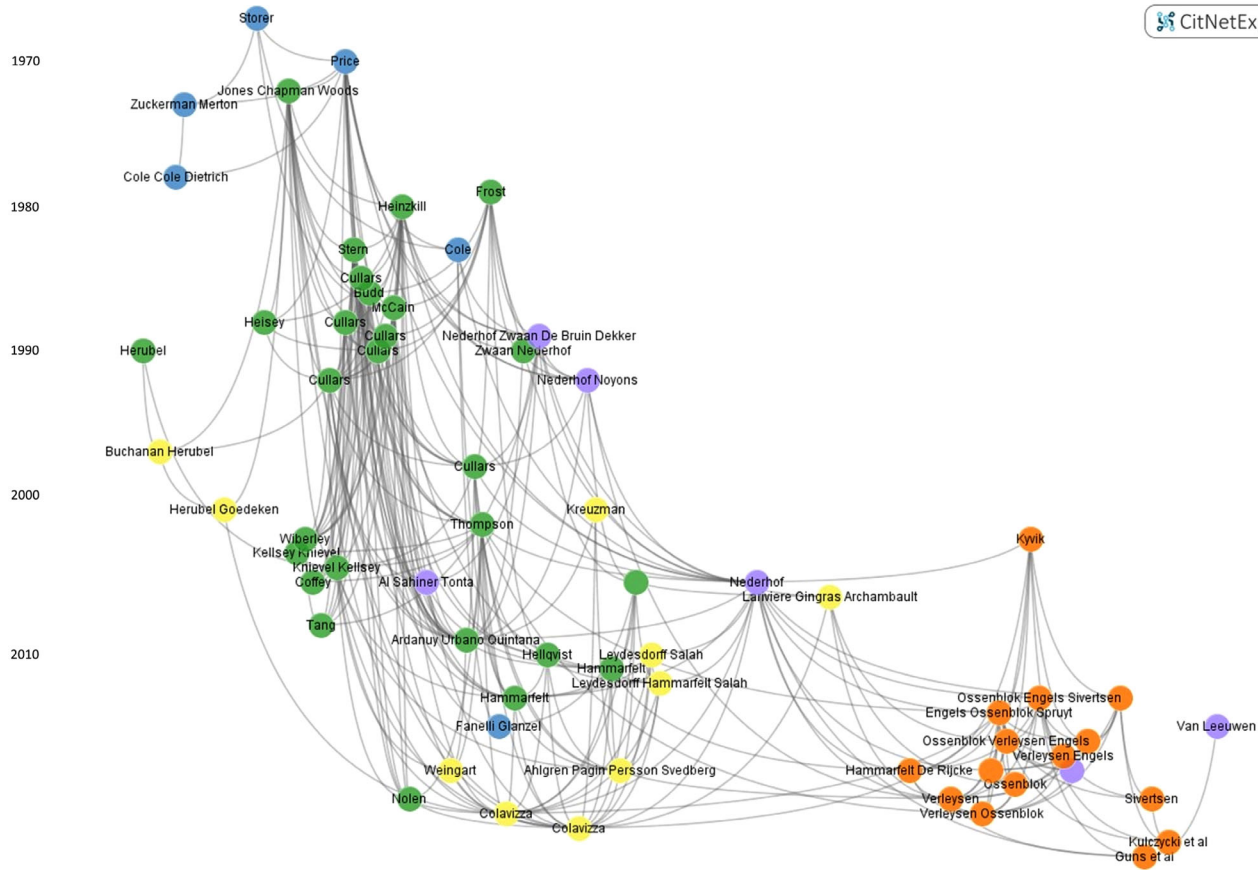 Storer
CitNetEx
1970
Price
Jones Chapman Woods
Zuckerman Merton
Cole Cole Dietrich
Frost
1980
Heinzkill
Stern
Cole
Cullars
Budd
McCain
Heisey
Cullars
Cullars
Nederhof Zwaan De Bruin Dekker
1990
Herubel
Cullars
Zwaan Nederhof
Cullars
Nederhof Noyons
Buchanan Herubel
Cullars
2000
Herubel Goedeken
Kreuzman
Thompson
Wiberley
Kyvik
Kellsey Knievel
Knievel Kellsey
Coffey
Al Sahiner Tonta
Nederhof
Lariviere Gingras Archambault
Tang
Ardanuy Urbano Quintana
2010
Hellqvist
Leydesdorff Salah
Hammarfelt
Leydesdorff Hammarfelt Salah
Hammarfelt
Ossenblok Engels Sivertsen
Engels Ossenblok Spruyt
Fanelli Glanzel
Van Leeuwen
Ossenblok Verleysen Engels
Verleysen Engels
Weingart
Ahlgren Pagin Persson Svedberg
Hammarfelt De Rijcke
Ossenblok
Nolen
Verleysen
Sivertsen
Colavizza
Verleysen Ossenblok
Colavizza
Kulczycki et al
Guns et al